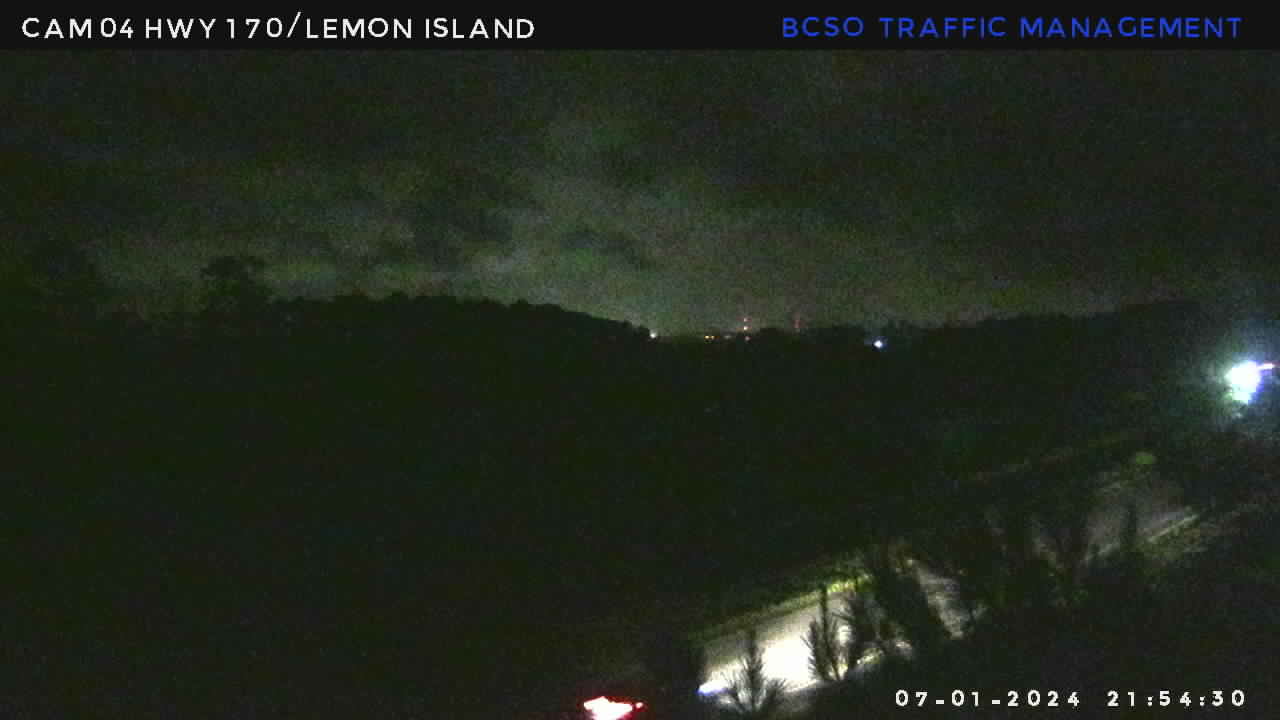 CAM04 HWY 170/LEMON ISLAND
BCSO TRAFFIC MANAGEMENT
07-01-2024 21:54:30